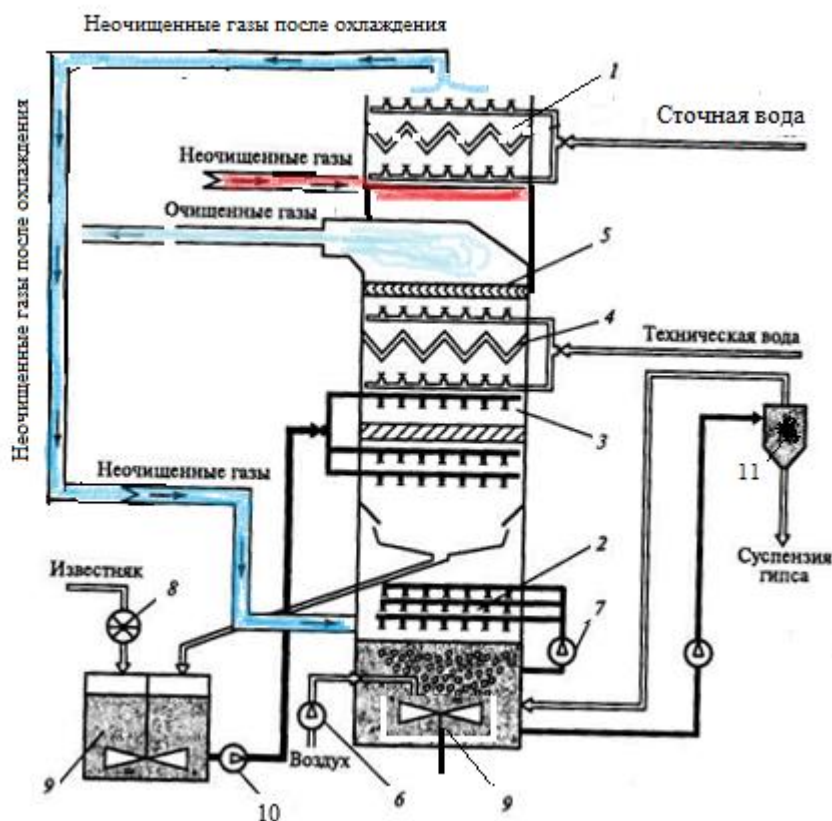 Неочищенные газы после охлаждения
Неочищенные газы после охлаждения
1
Сточная вода
Неочищенные газы
Очищенные газы
5
4
Техническая вода
3
11
Неочищенные газы
2
Суспензия
гипса
Известняк
8
7
9
Воздух
10
6
9